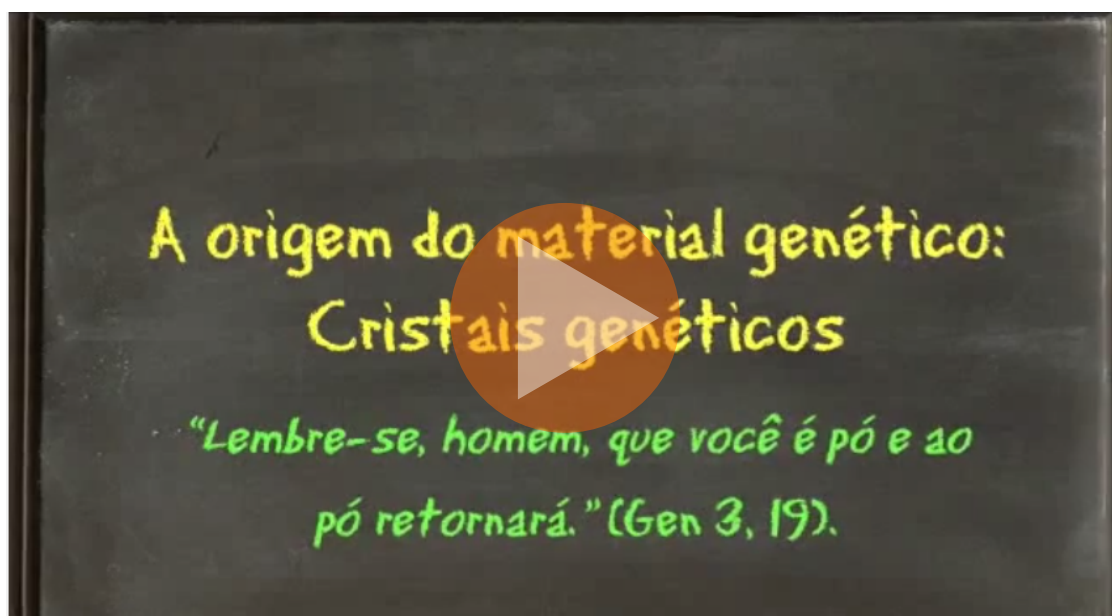 A origem do material genético:
Cristais genéticos
“Lembre-se, homem, que você é pó e ao
pó retornará.” (Gen 3, 19).